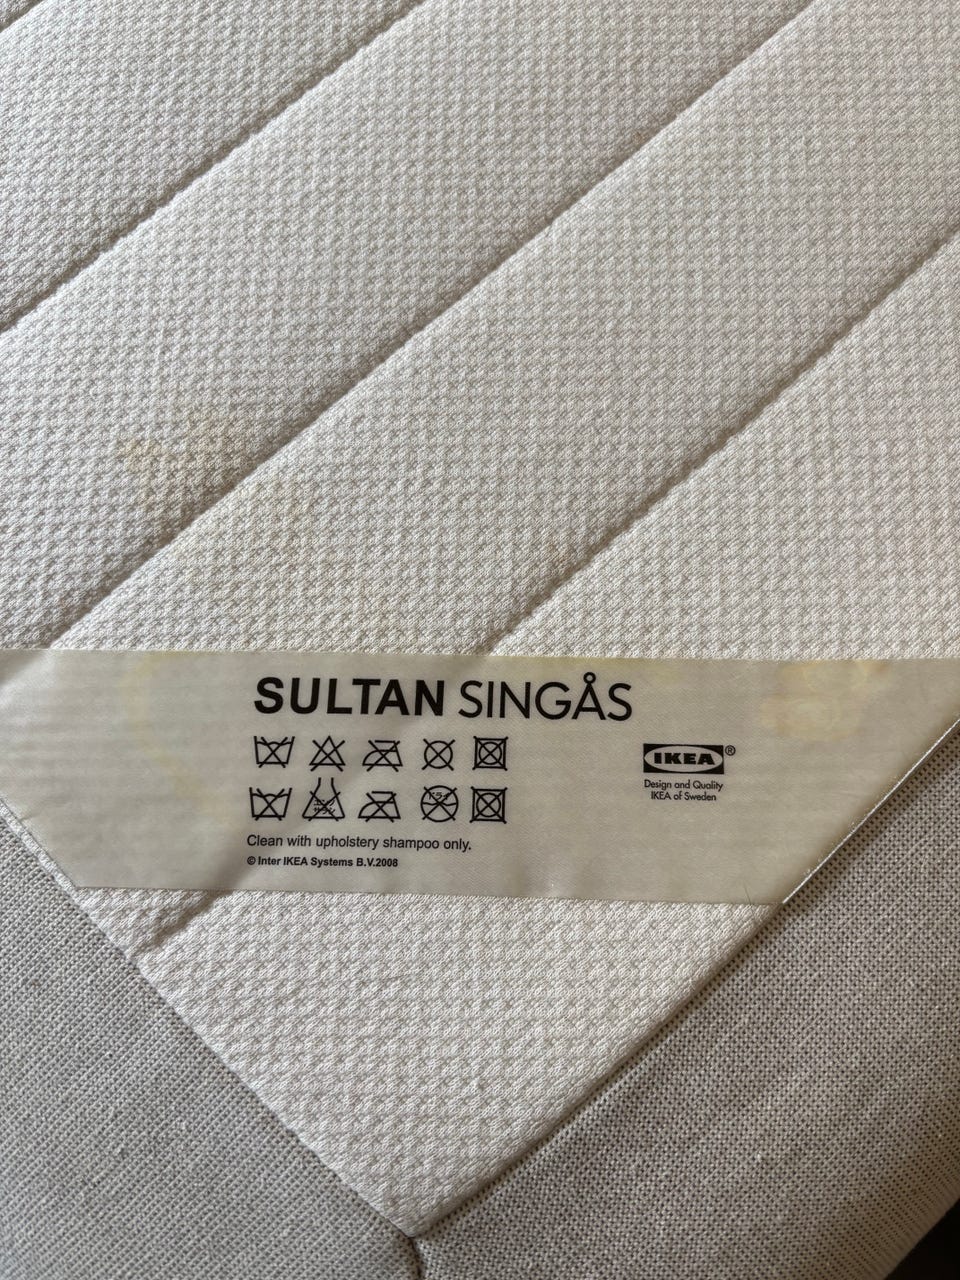 SULTAN SINGÅS
IKEA®
Design and Quality
IKEA of Sweden
Clean with upholstery shampoo only.
© Inter IKEA Systems B.V.2008